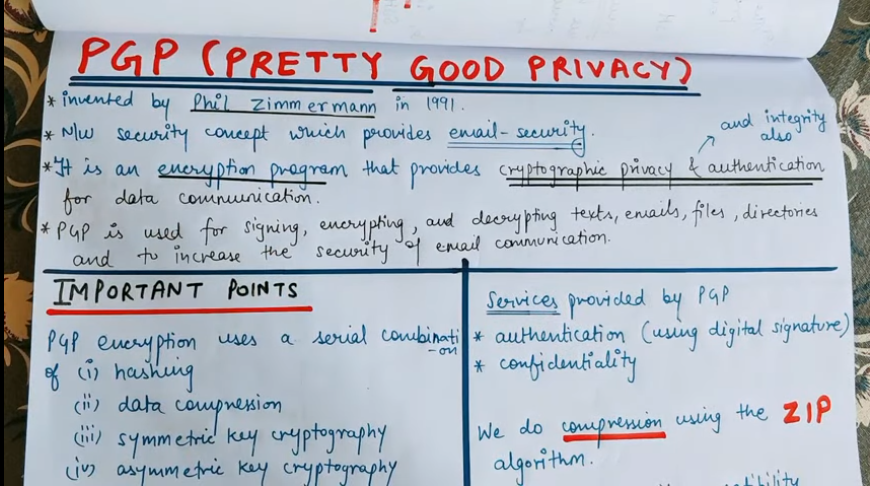 PGP (PRETTY GOOD PRIVACY)
* invented by Phil Zimmermann in 1991.
* N/w security concept which provides email-security.
and integrity
also
* It is an encryption program that provides cryptographic privacy & authentication
for data communication.
* PGP is used for signing, encrypting, and decrypting texts, emails, files, directories
and to increase the security of email communication.
IMPORTANT POINTS
PGP encryption uses a serial combinati
-on
of (i) hashing
(ii) data compression
(iii) symmetric key cryptography
(iv) asymmetric key cryptography
Services provided by PGP
* authentication (using digital signature)
* confidentiality
We do compression using the ZIP
algorithm.